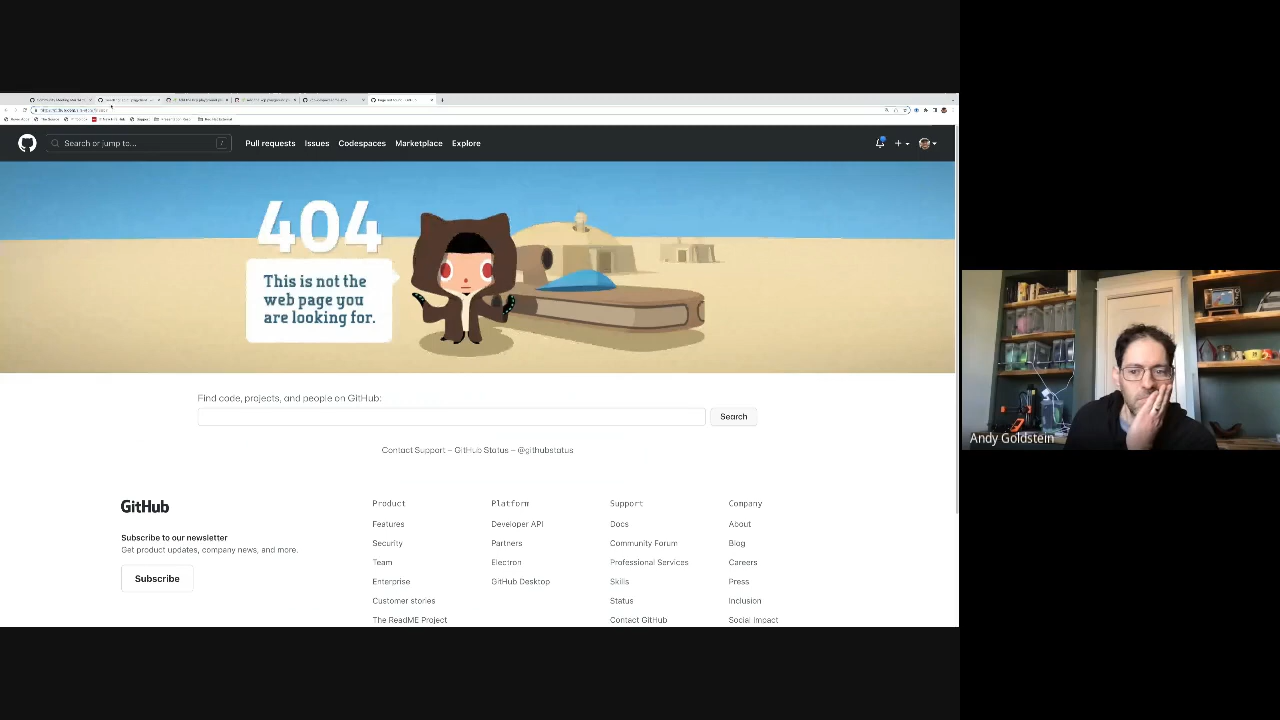 Search or jump to...
/
Pull requests
Issues
Codespaces
Marketplace
Explore
404
This is not the
web page you
are looking for.
Find code, projects, and people on GitHub:
Search
Contact Support — GitHub Status — @githubstatus
GitHub
Subscribe to our newsletter
Get product updates, company news, and more.
Subscribe
Product
Features
Security
Team
Enterprise
Customer stories
The ReadME Project
Platform
Developer API
Partners
Electron
GitHub Desktop
Support
Docs
Community Forum
Professional Services
Skills
Status
Contact GitHub
Company
About
Blog
Careers
Press
Inclusion
Social Impact
Andy Goldstein